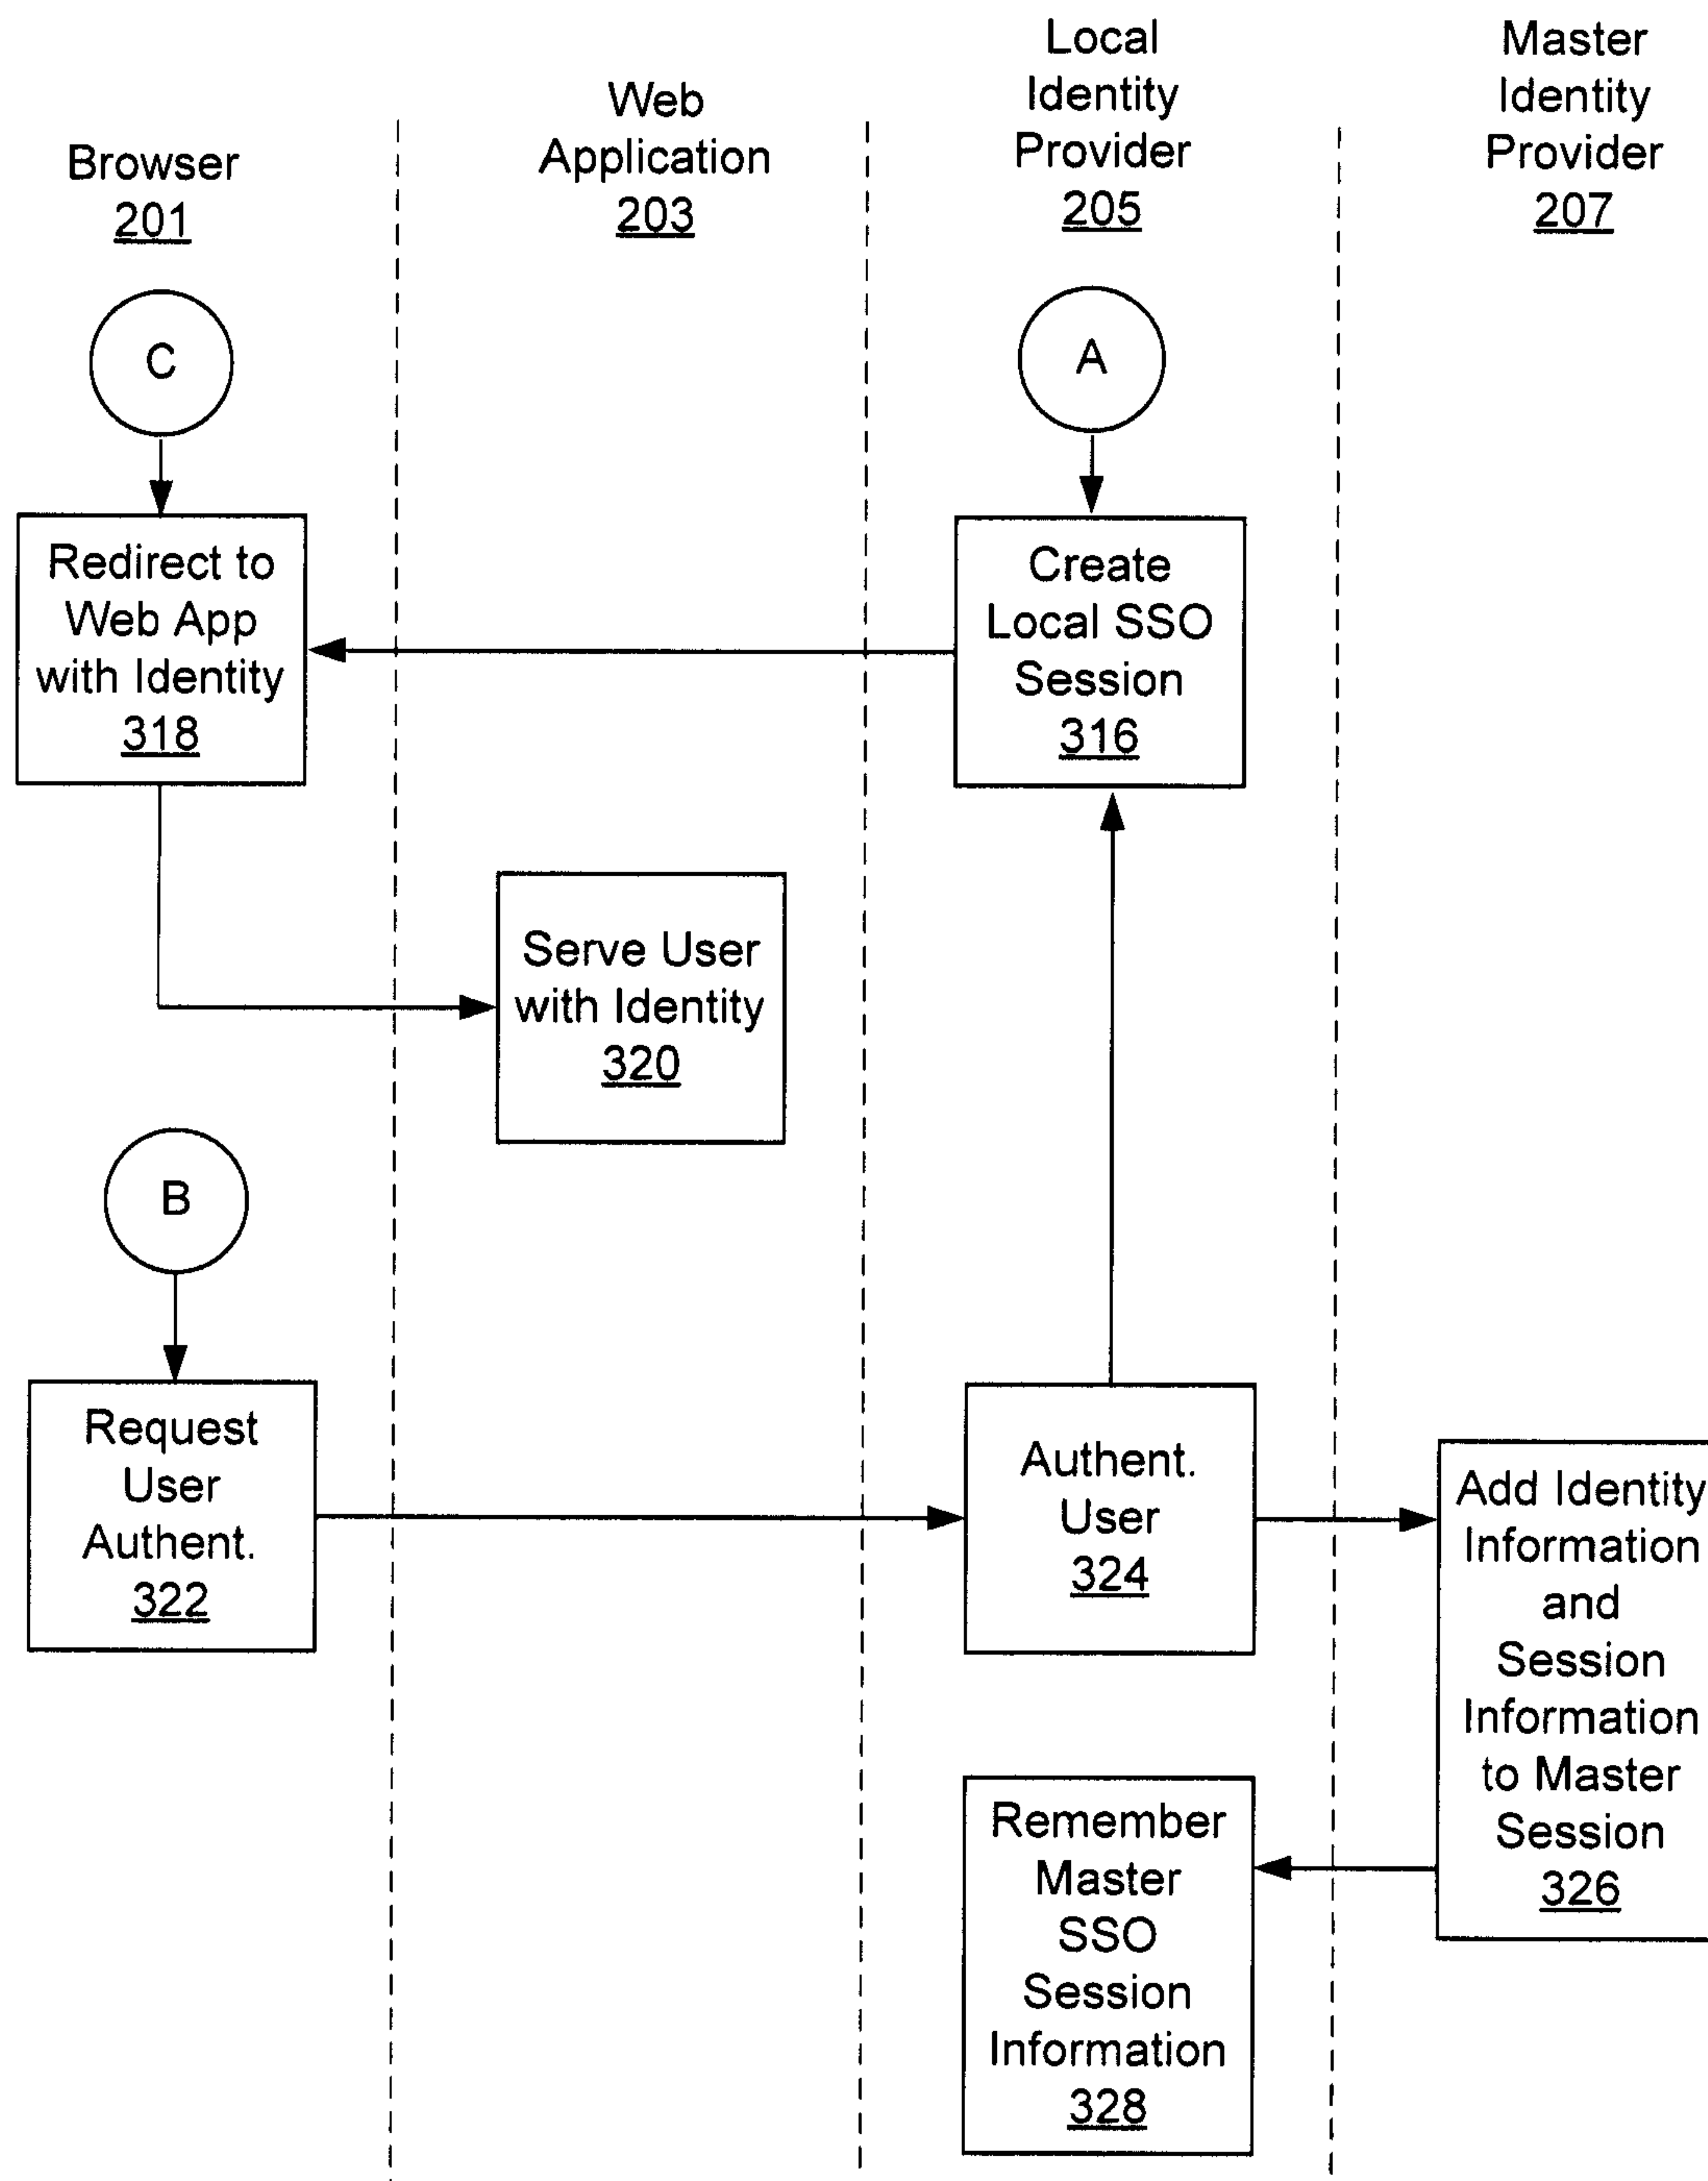 Browser
201
Web
Application
203
Local
Identity
Provider
205
Master
Identity
Provider
207
C
A
Redirect to
Web App
with Identity
318
Create
Local SSO
Session
316
Serve User
with Identity
320
B
Request
User
Authent.
322
Authent.
User
324
Add Identity
Information
and
Session
Information
to Master
Session
326
Remember
Master
SSO
Session
Information
328